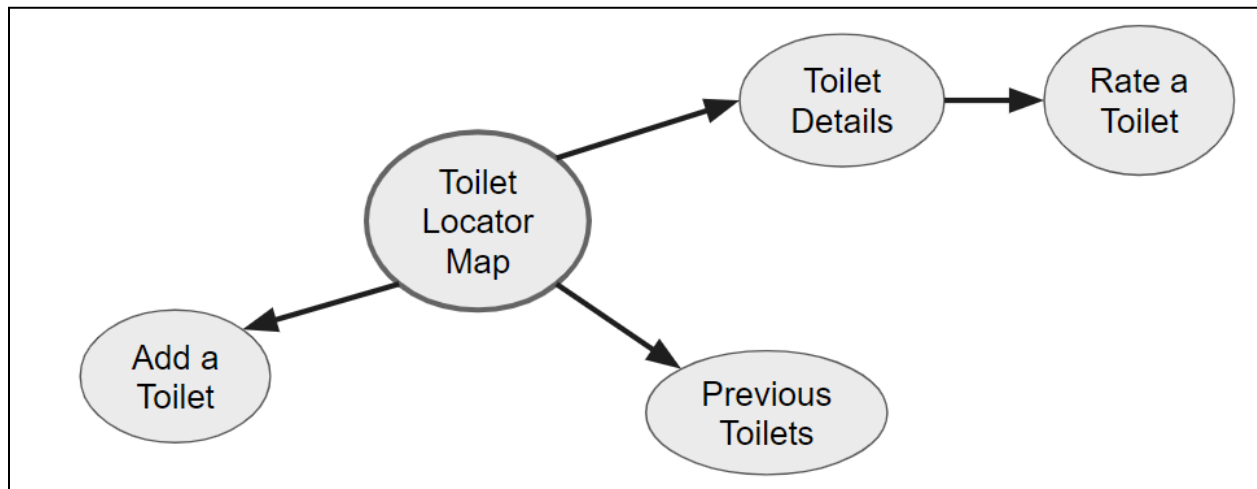 Toilet
Details
Rate a
Toilet
Toilet
Locator
Map
Add a
Toilet
Previous
Toilets